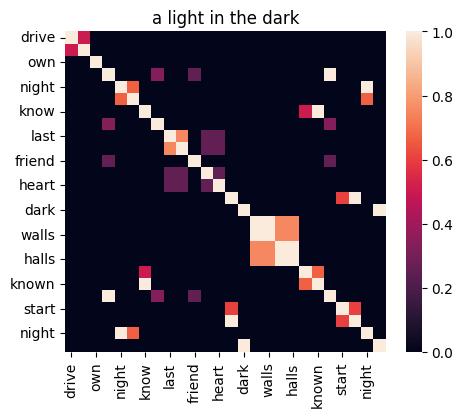 a light in the dark
drive
own
night
know
last
friend
heart
dark
walls
halls
known
start
night
1.0
0.8
0.6
0.4
0.2
0.0
drive
own
night
know
last
friend
heart
dark
walls
halls
known
start
night